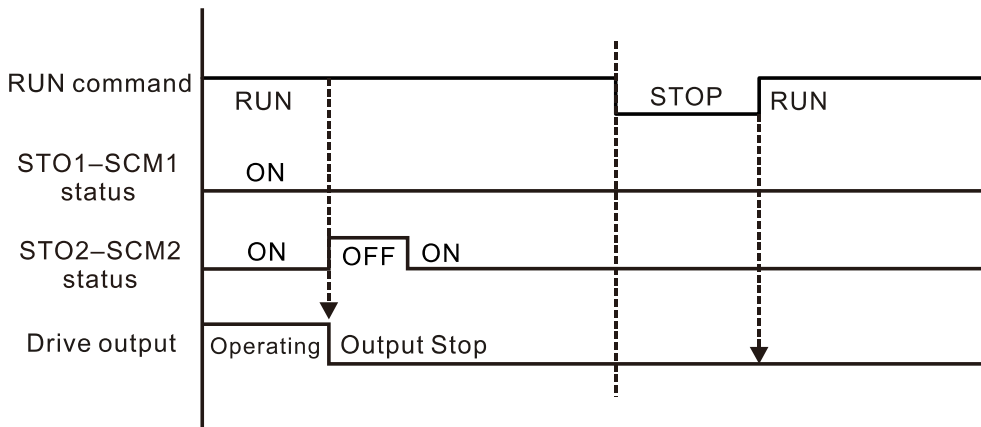 RUN command
RUN
STOP
RUN
STO1–SCM1
status
ON
STO2–SCM2
status
ON
OFF
ON
Drive output
Operating
Output Stop